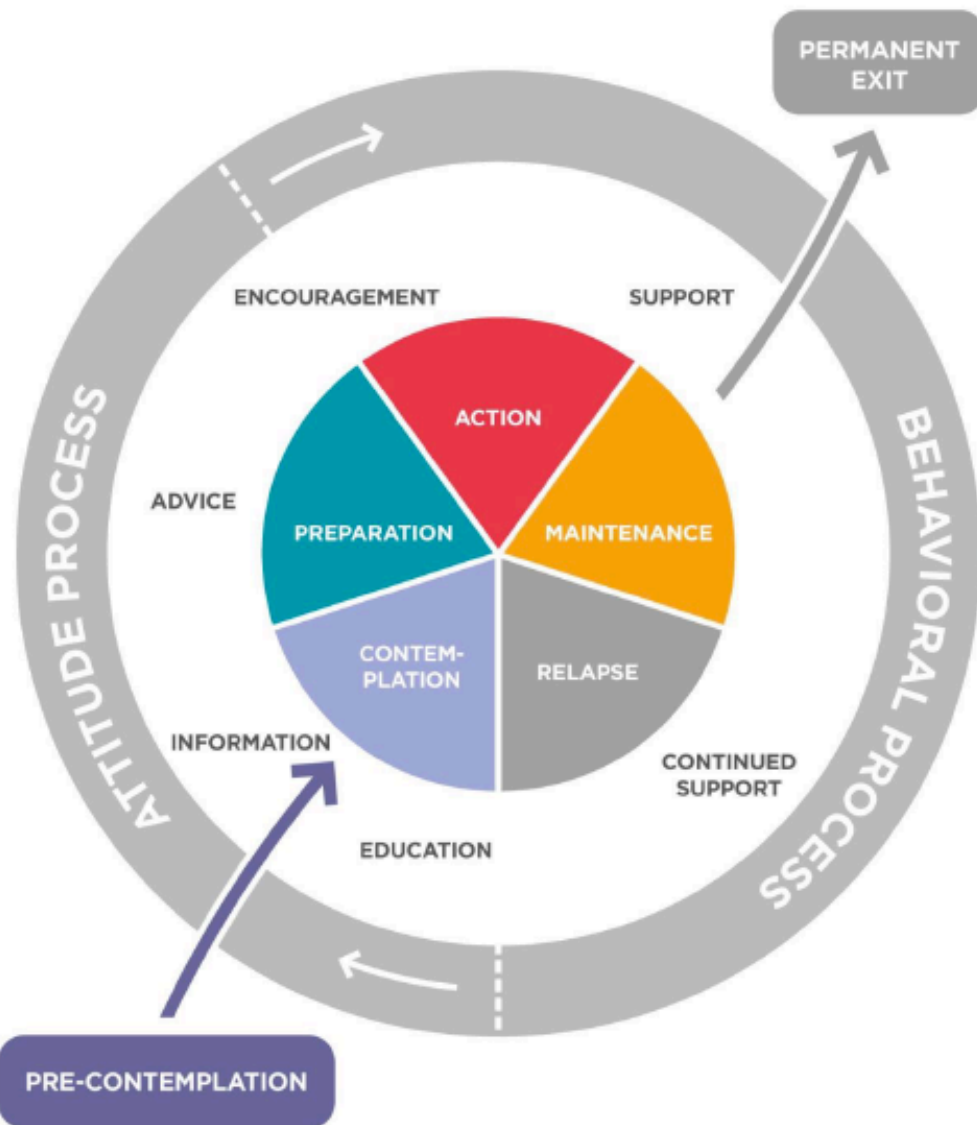 PERMANENT
EXIT
ENCOURAGEMENT
SUPPORT
ACTION
ATTITUDE PROCESS
BEHAVIORAL PROCESS
ADVICE
PREPARATION
MAINTENANCE
CONTEM-
PLATION
RELAPSE
INFORMATION
CONTINUED
SUPPORT
EDUCATION
PRE-CONTEMPLATION